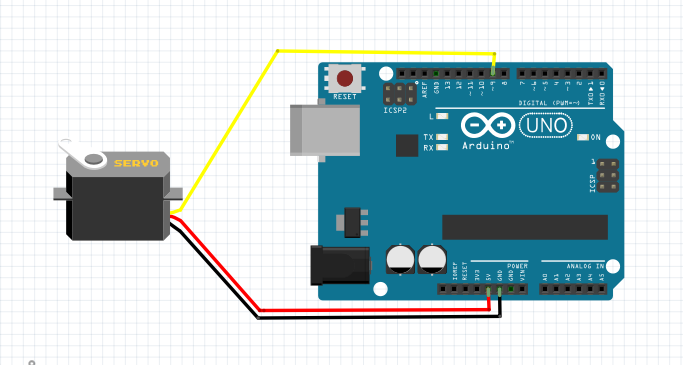 SERVO
RESET
ICSP2
AREF
GND
13
12
~11
~10
~9
8
7
~6
~5
4
~3
2
TX▶1
RX◀0
DIGITAL (PWM=~)
L
TX
RX
UNO
Arduino™
ON
1
ICSP
POWER
ANALOG IN
IOREF
RESET
3V3
5V
GND
GND
VIN
A0
A1
A2
A3
A4
A5